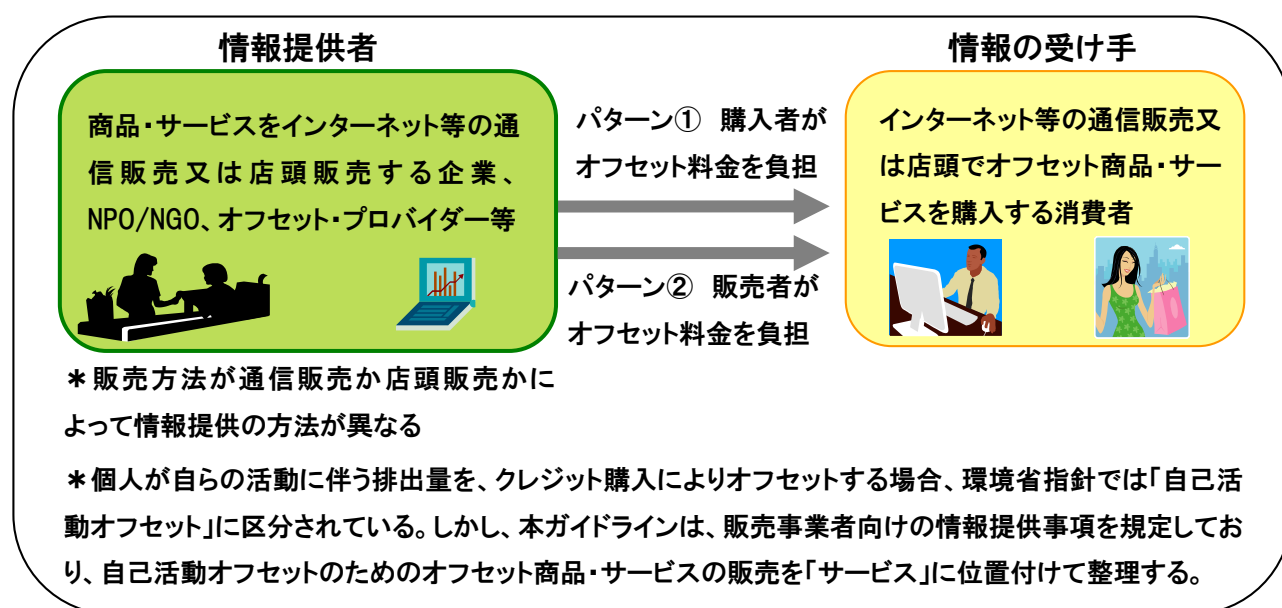 情報提供者
情報の受け手
商品・サービスをインターネット等の通
信販売又は店頭販売する企業、
NPO/NGO、オフセット・プロバイダー等
パターン① 購入者が
オフセット料金を負担
パターン② 販売者が
オフセット料金を負担
インターネット等の通信販売又
は店頭でオフセット商品・サー
ビスを購入する消費者
＊販売方法が通信販売か店頭販売かに
よって情報提供の方法が異なる
＊個人が自らの活動に伴う排出量を、クレジット購入によりオフセットする場合、環境省指針では「自己活
動オフセット」に区分されている。しかし、本ガイドラインは、販売事業者向けの情報提供事項を規定してお
り、自己活動オフセットのためのオフセット商品・サービスの販売を「サービス」に位置付けて整理する。